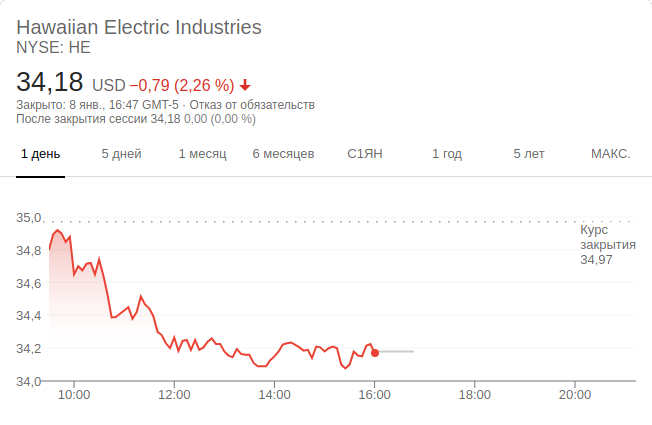 Hawaiian Electric Industries
NYSE: HE
34,18 USD −0,79 (2,26 %)
Закрыто: 8 янв., 16:47 GMT-5 · Отказ от обязательств
После закрытия сессии 34,18 0,00 (0,00 %)
1 день 5 дней 1 месяц 6 месяцев С1ЯН 1 год 5 лет МАКС.
35,0
Курс
закрытия
34,97
34,8
34,6
34,4
34,2
34,0
10:00 12:00 14:00 16:00 18:00 20:00